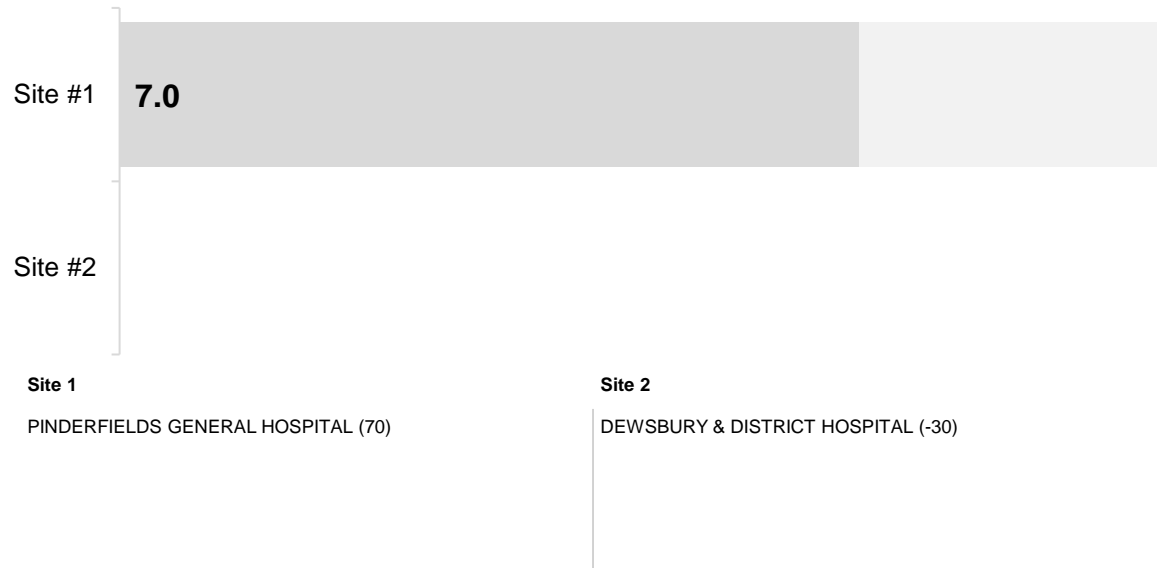 Site #1
7.0
Site #2
Site 1
Site 2
PINDERFIELDS GENERAL HOSPITAL (70)
DEWSBURY & DISTRICT HOSPITAL (-30)